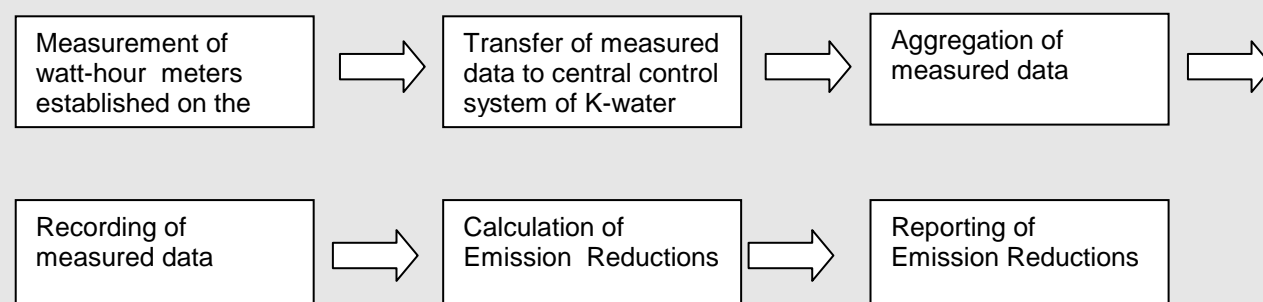 Measurement of
watt-hour meters
established on the
Transfer of measured
data to central control
system of K-water
Aggregation of
measured data
Recording of
measured data
Calculation of
Emission Reductions
Reporting of
Emission Reductions